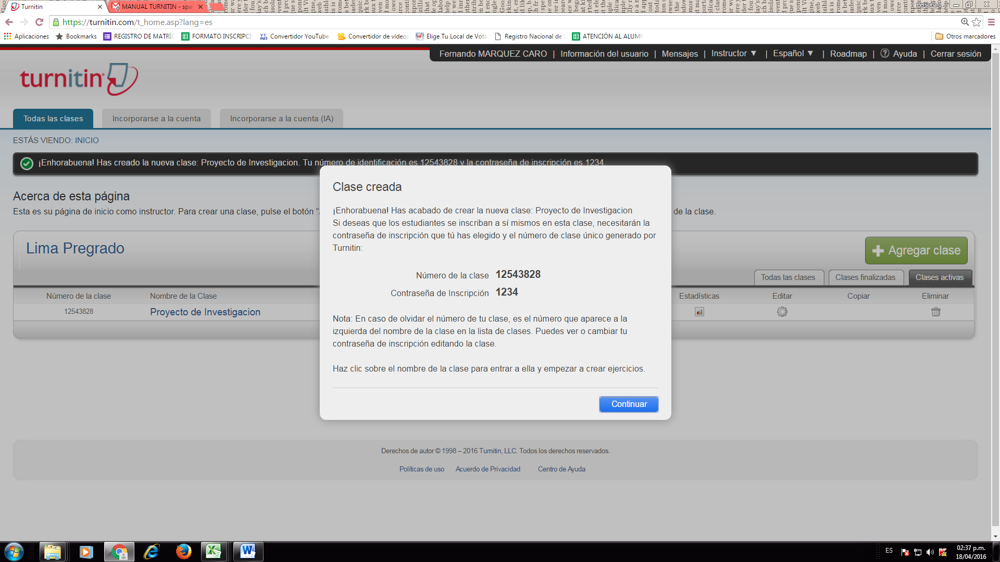 Turnitin
MANUAL TURNITIN - spa
https://turnitin.com/t_home.asp?lang=es
Aplicaciones
Bookmarks
REGISTRO DE MATRÍC
FORMATO INSCRIPCI
Convertidor YouTube
Convertidor de vídeos
Elige Tu Local de Vota
Registro Nacional de
ATENCIÓN AL ALUM
Otros marcadores
Fernando MARQUEZ CARO | Información del usuario | Mensajes | Instructor ▼ | Español ▼ | Roadmap | ? Ayuda | Cerrar sesión
turnitin
Todas las clases
Incorporarse a la cuenta
Incorporarse a la cuenta (IA)
ESTÁS VIENDO: INICIO
¡Enhorabuena! Has creado la nueva clase: Proyecto de Investigacion. Tu número de identificación es 12543828 y la contraseña de inscripción es 1234.
Acerca de esta página
Esta es su página de inicio como instructor. Para crear una clase, pulse el botón "
de la clase.
Lima Pregrado
Agregar clase
Todas las clases
Clases finalizadas
Clases activas
Número de la clase
Nombre de la Clase
Estadísticas
Editar
Copiar
Eliminar
12543828
Proyecto de Investigacion
Clase creada
¡Enhorabuena! Has acabado de crear la nueva clase: Proyecto de Investigacion
Si deseas que los estudiantes se inscriban a sí mismos en esta clase, necesitarán la
contraseña de inscripción que tú has elegido y el número de clase único generado por
Turnitin:
Número de la clase 12543828
Contraseña de Inscripción 1234
Nota: En caso de olvidar el número de tu clase, es el número que aparece a la
izquierda del nombre de la clase en la lista de clases. Puedes ver o cambiar tu
contraseña de inscripción editando la clase.
Haz clic sobre el nombre de la clase para entrar a ella y empezar a crear ejercicios.
Continuar
Derechos de autor © 1998 – 2016 Turnitin, LLC. Todos los derechos reservados.
Políticas de uso
Acuerdo de Privacidad
Centro de Ayuda
ES
02:37 p.m.
18/04/2016